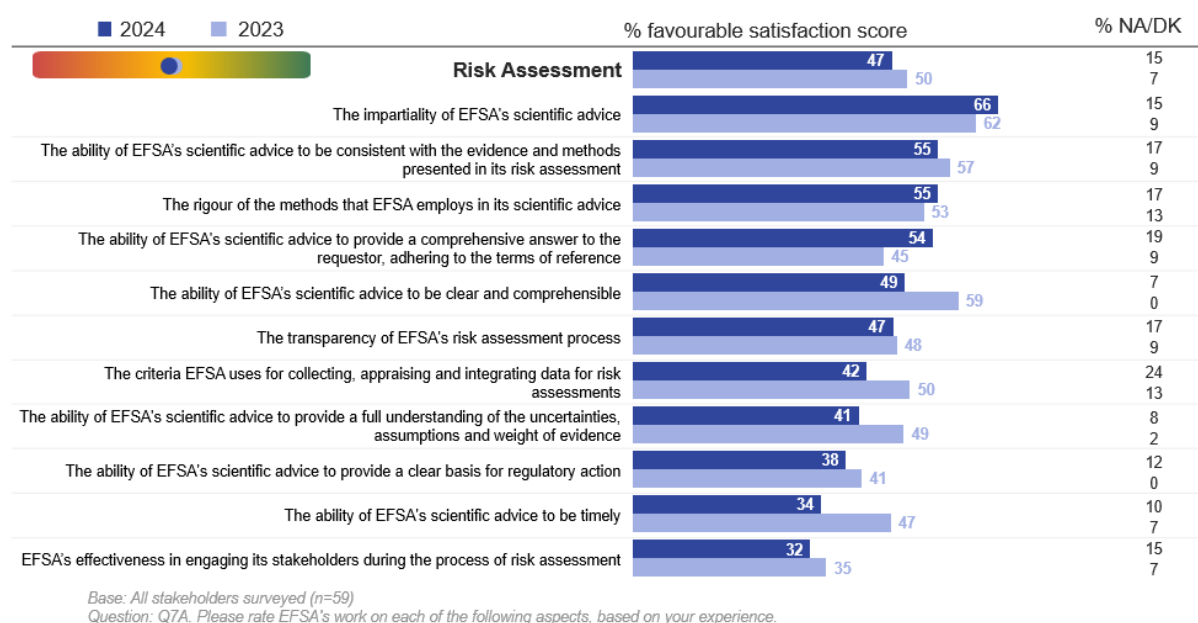 2024 2023 % favourable satisfaction score % NA/DK
Risk Assessment 47 15
50 7
The impartiality of EFSA's scientific advice 66 15
62 9
The ability of EFSA's scientific advice to be consistent with the evidence and methods 55 17
presented in its risk assessment 57 9
The rigour of the methods that EFSA employs in its scientific advice 55 17
53 13
The ability of EFSA's scientific advice to provide a comprehensive answer to the 54 19
requestor, adhering to the terms of reference 45 9
The ability of EFSA's scientific advice to be clear and comprehensible 49 7
59 0
The transparency of EFSA's risk assessment process 47 17
48 9
The criteria EFSA uses for collecting, appraising and integrating data for risk 42 24
assessments 50 13
The ability of EFSA's scientific advice to provide a full understanding of the uncertainties, 41 8
assumptions and weight of evidence 49 2
The ability of EFSA's scientific advice to provide a clear basis for regulatory action 38 12
41 0
The ability of EFSA's scientific advice to be timely 34 10
47 7
EFSA's effectiveness in engaging its stakeholders during the process of risk assessment 32 15
35 7
Base: All stakeholders surveyed (n=59)
Question: Q7A. Please rate EFSA's work on each of the following aspects, based on your experience.